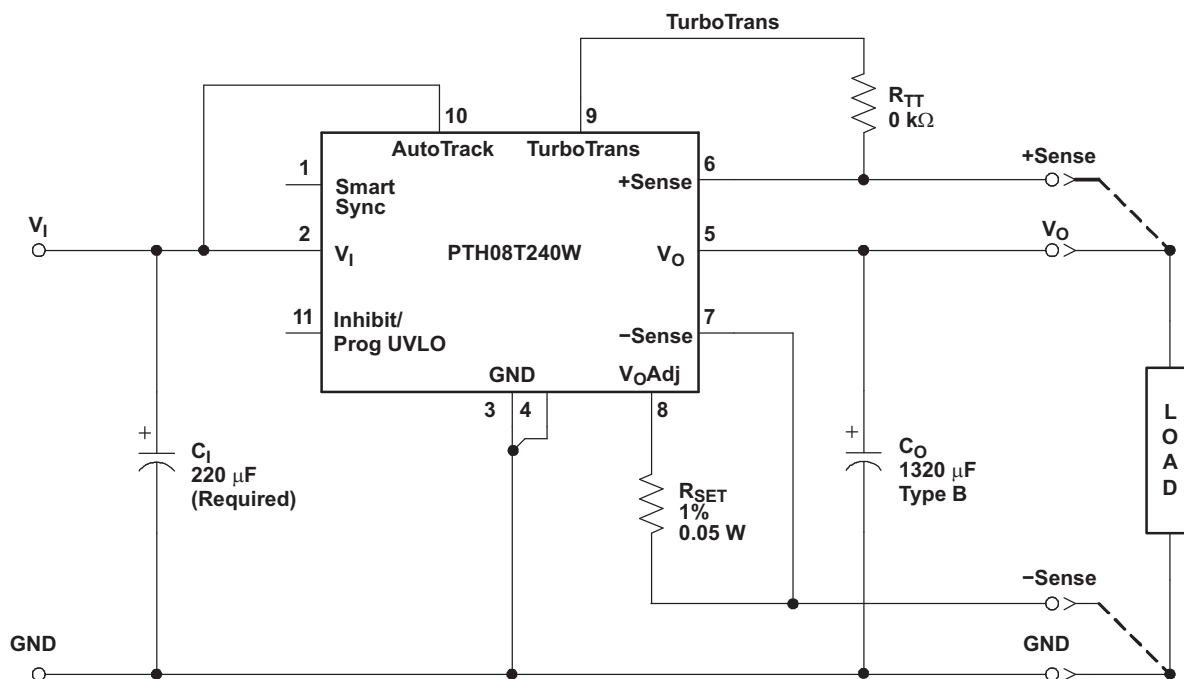 TurboTrans
R_TT
0 kΩ
10
9
AutoTrack
TurboTrans
1
Smart
Sync
6
+Sense
+Sense
V_I
2
V_I
PTH08T240W
V_O
5
V_O
11
Inhibit/
Prog UVLO
7
−Sense
GND
V_OAdj
3
4
8
+
C_I
220 μF
(Required)
R_SET
1%
0.05 W
+
C_O
1320 μF
Type B
L
O
A
D
−Sense
GND
GND